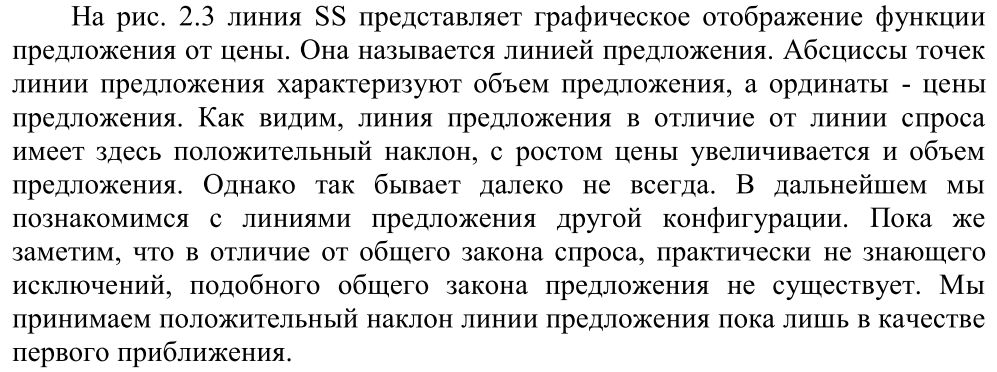 На рис. 2.3 линия SS представляет графическое отображение функции
предложения от цены. Она называется линией предложения. Абсциссы точек
линии предложения характеризуют объем предложения, а ординаты - цены
предложения. Как видим, линия предложения в отличие от линии спроса
имеет здесь положительный наклон, с ростом цены увеличивается и объем
предложения. Однако так бывает далеко не всегда. В дальнейшем мы
познакомимся с линиями предложения другой конфигурации. Пока же
заметим, что в отличие от общего закона спроса, практически не знающего
исключений, подобного общего закона предложения не существует. Мы
принимаем положительный наклон линии предложения пока лишь в качестве
первого приближения.